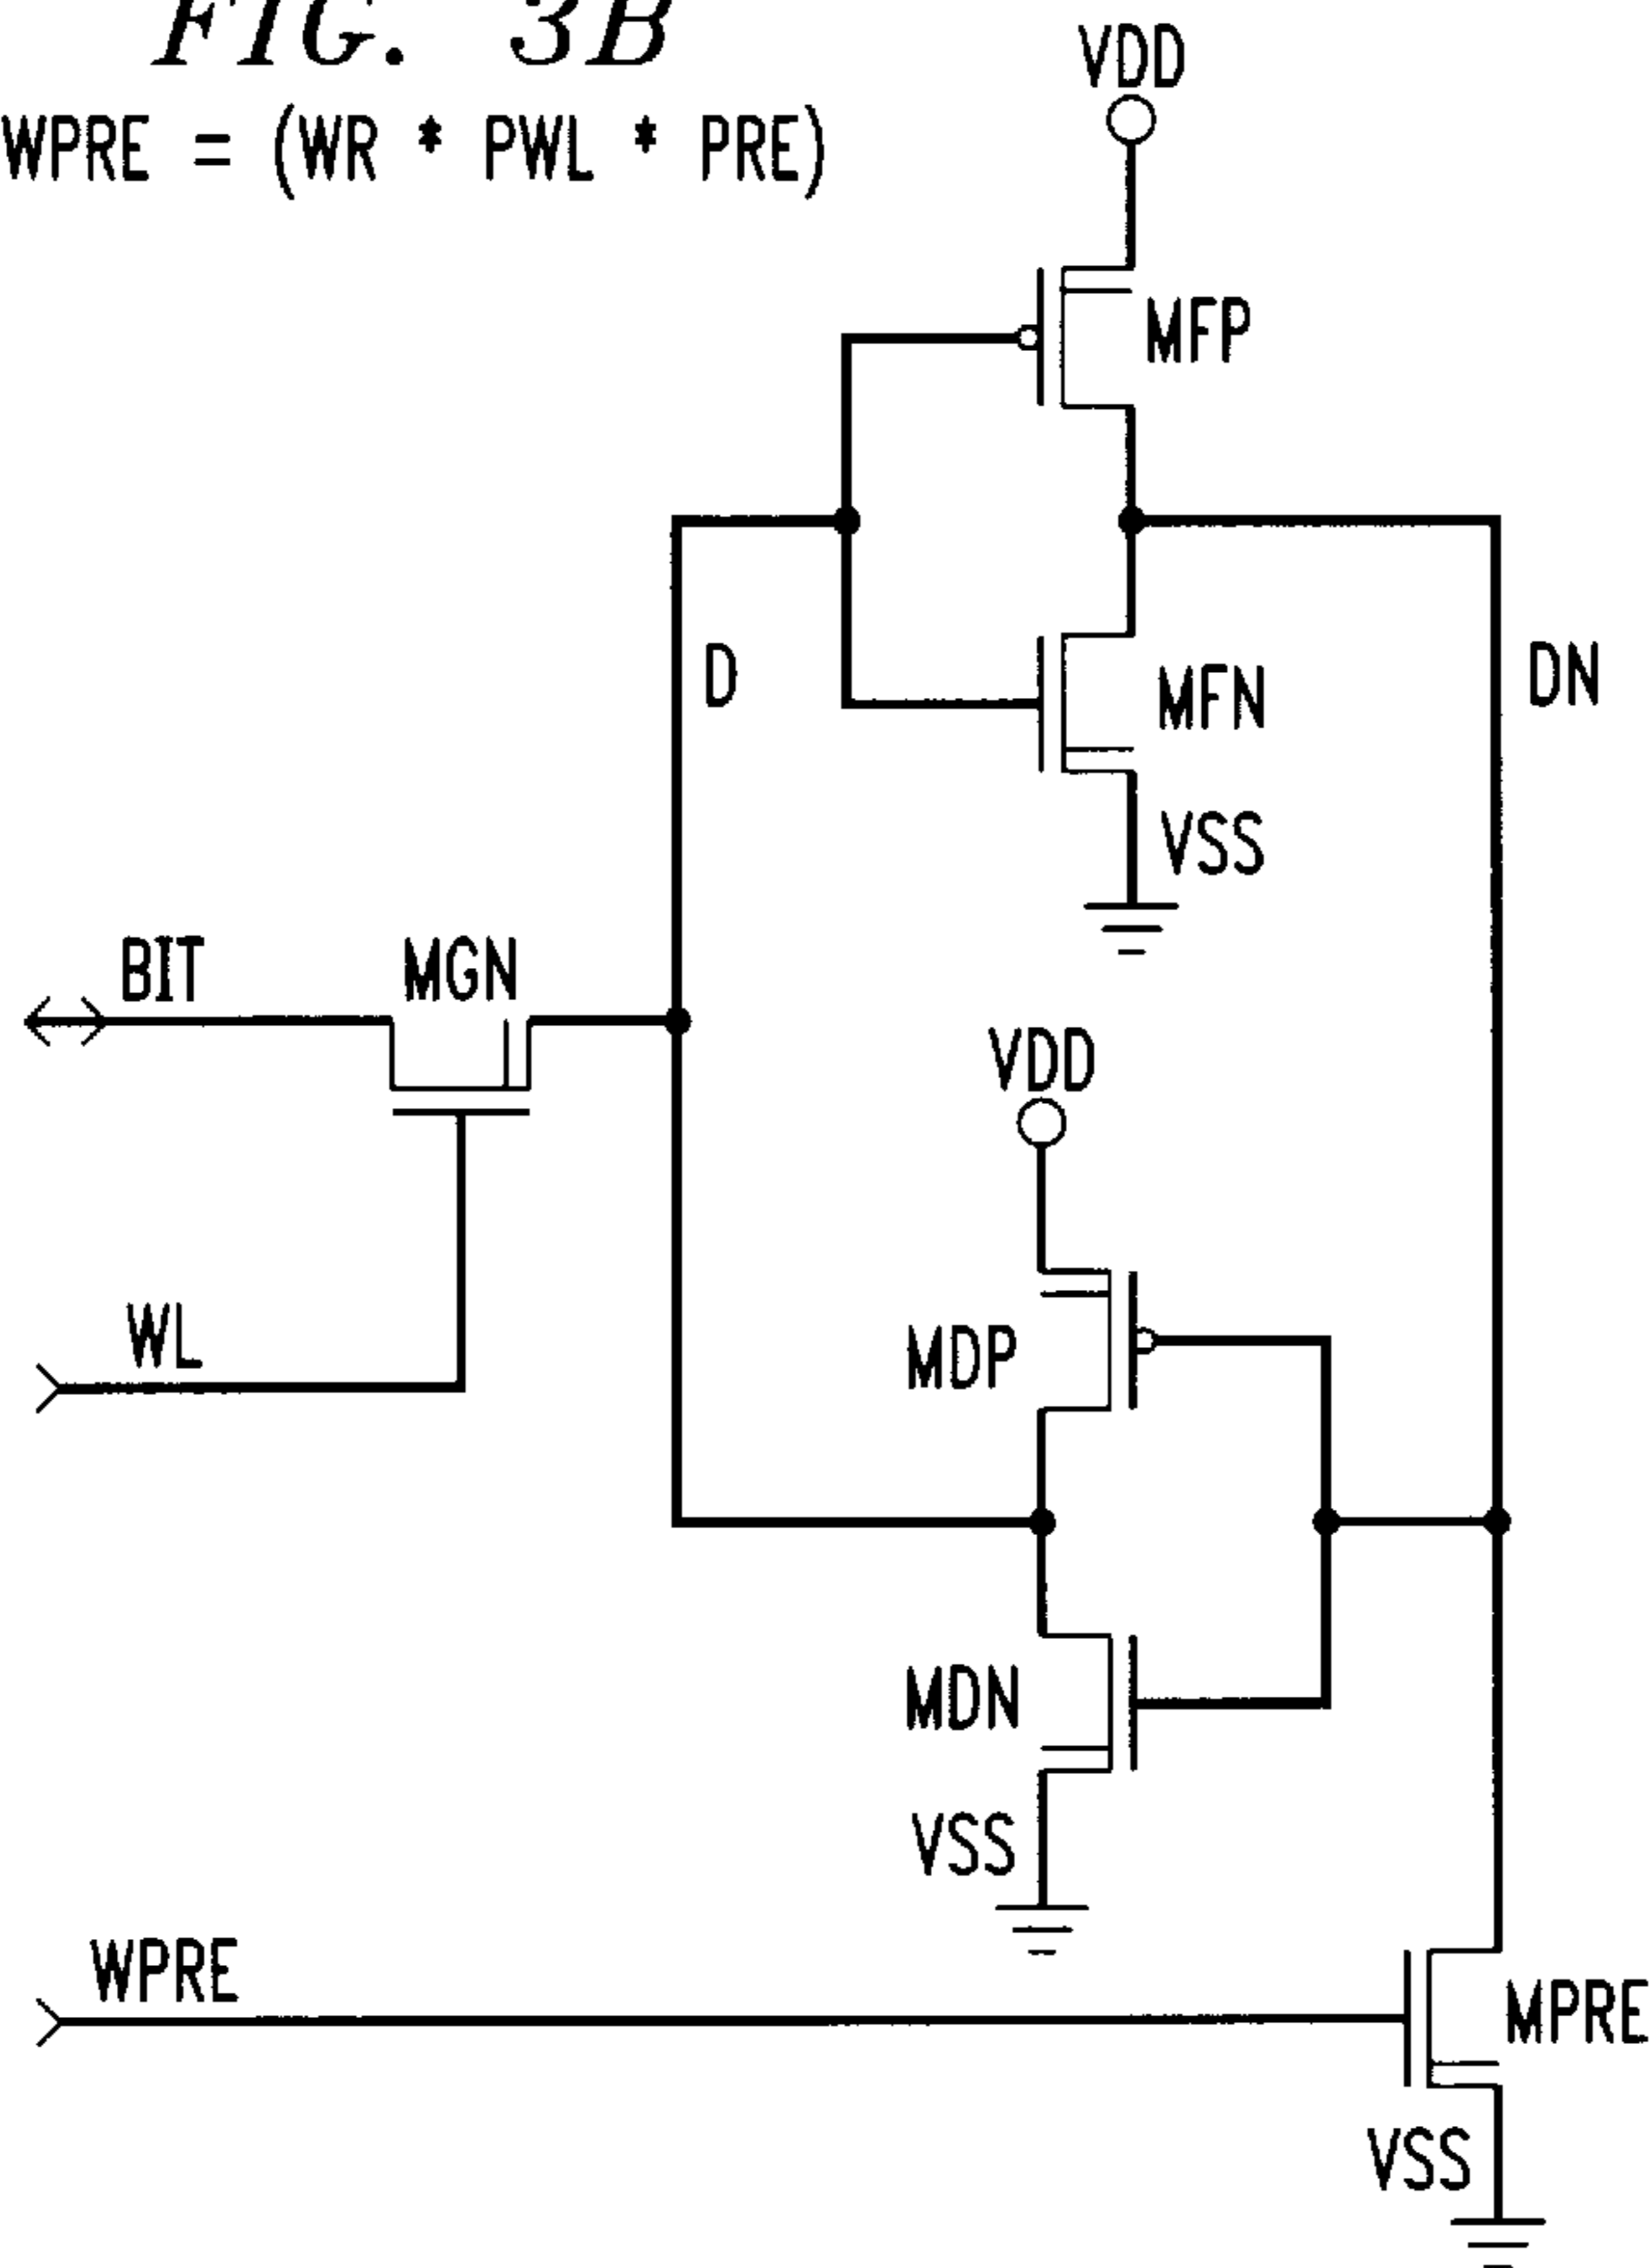 FIG. 3B
VDD
WPRE = (WR * PWL * PRE)
MFP
D
MFN
DN
VSS
BIT
MGN
VDD
WL
MDP
MDN
VSS
WPRE
MPRE
VSS